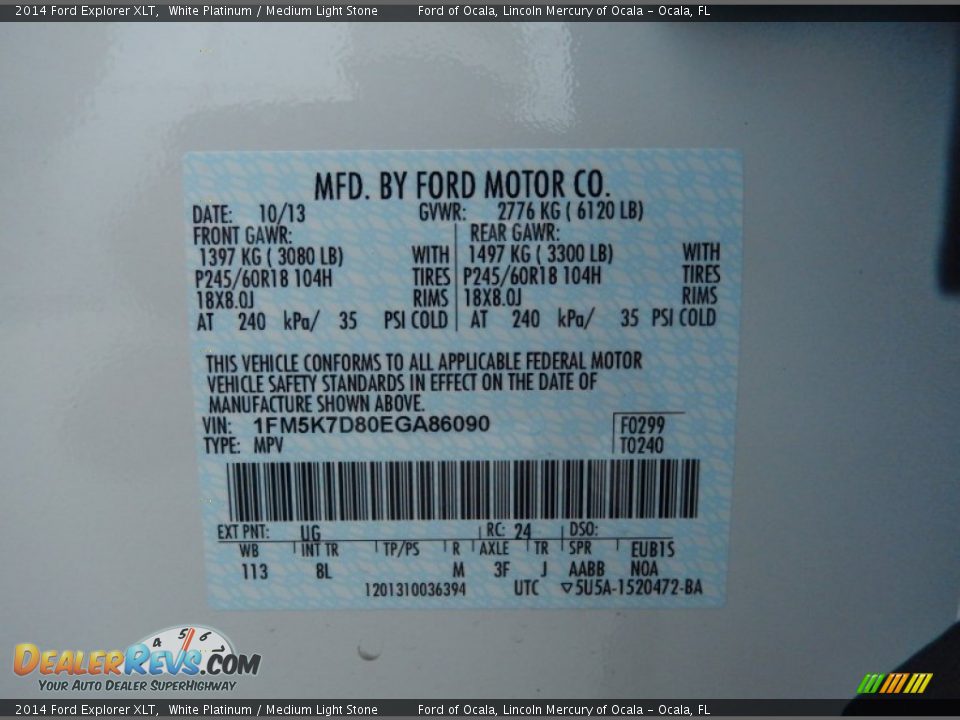 2014 Ford Explorer XLT, White Platinum / Medium Light Stone Ford of Ocala, Lincoln Mercury of Ocala - Ocala, FL
MFD. BY FORD MOTOR CO.
DATE: 10/13 GVWR: 2776 KG ( 6120 LB)
FRONT GAWR: REAR GAWR:
1397 KG ( 3080 LB) WITH 1497 KG ( 3300 LB) WITH
P245/60R18 104H TIRES P245/60R18 104H TIRES
18X8.0J RIMS 18X8.0J RIMS
AT 240 kPa/ 35 PSI COLD AT 240 kPa/ 35 PSI COLD
THIS VEHICLE CONFORMS TO ALL APPLICABLE FEDERAL MOTOR
VEHICLE SAFETY STANDARDS IN EFFECT ON THE DATE OF
MANUFACTURE SHOWN ABOVE.
VIN: 1FM5K7D80EGA86090 F0299
TYPE: MPV T0240
EXT PNT: UG RC: 24 DSO:
WB INT TR TP/PS R AXLE TR SPR EUB1S
113 8L M 3F J AABB NOA
1201310036394 UTC ▽5U5A-1520472-BA
4 5 6
DEALERREVS.COM
YOUR AUTO DEALER SUPERHIGHWAY
2014 Ford Explorer XLT, White Platinum / Medium Light Stone Ford of Ocala, Lincoln Mercury of Ocala - Ocala, FL